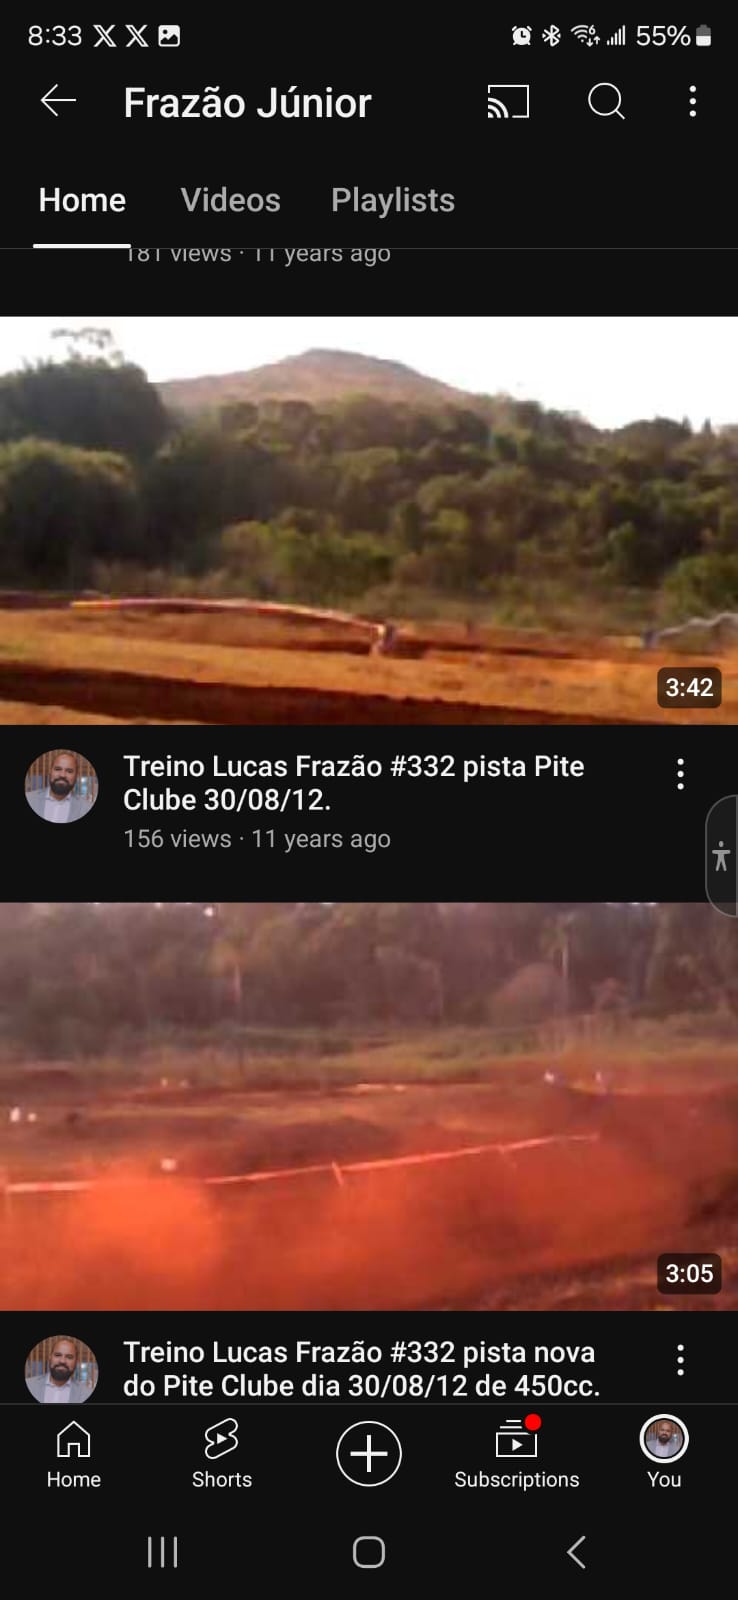 8:33
55%
Frazão Júnior
Home Videos Playlists
181 views · 11 years ago
3:42
Treino Lucas Frazão #332 pista Pite
Clube 30/08/12.
156 views · 11 years ago
3:05
Treino Lucas Frazão #332 pista nova
do Pite Clube dia 30/08/12 de 450cc.
Home Shorts Subscriptions You